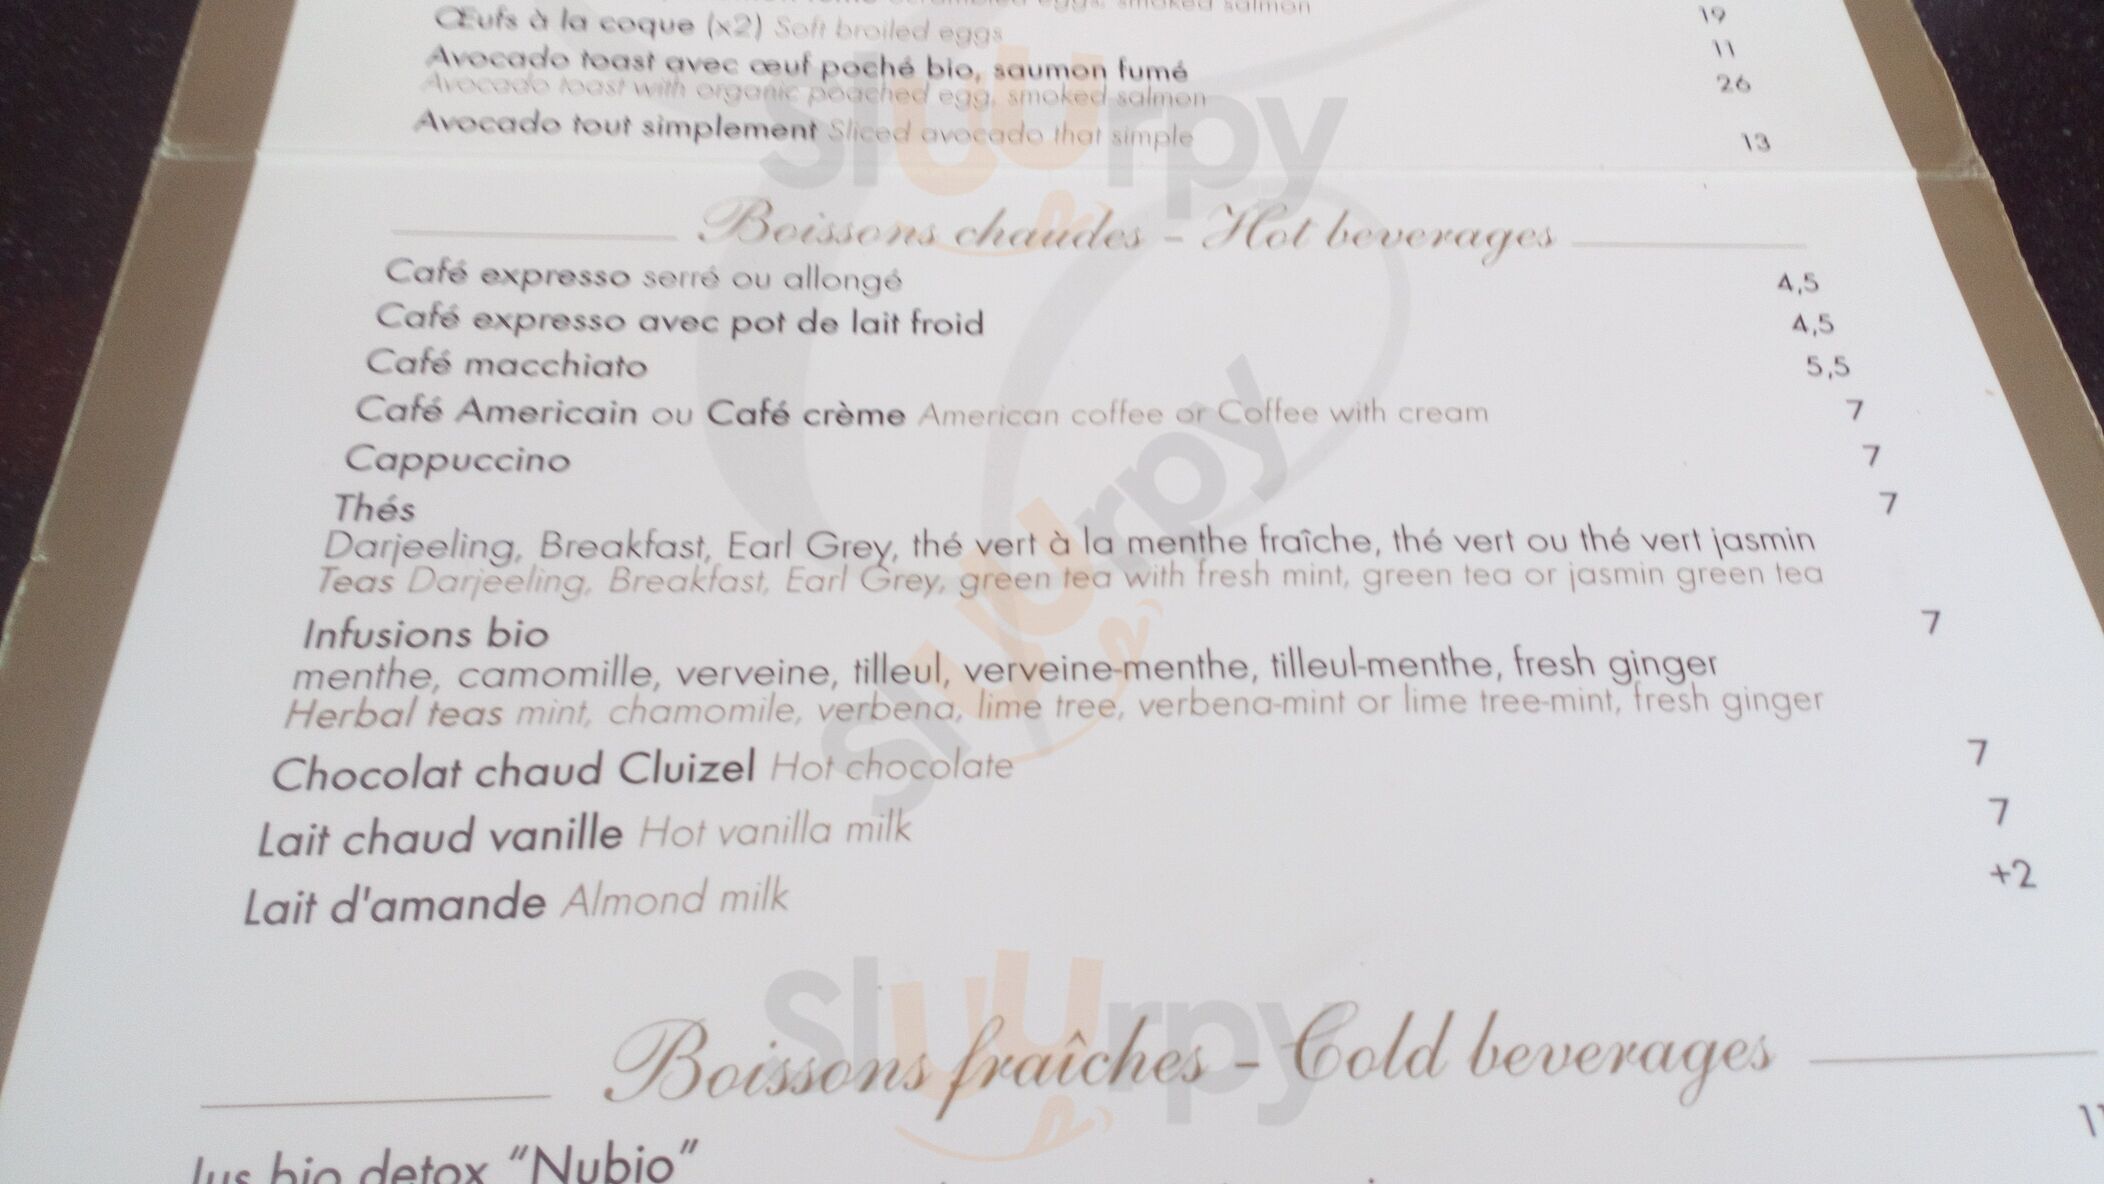 scrambled eggs, smoked salmon 19
Œufs à la coque (x2) Soft broiled eggs 11
Avocado toast avec œuf poché bio, saumon fumé 26
Avocado toast with organic poached egg, smoked salmon
Avocado tout simplement Sliced avocado that simple 13
Boissons chaudes - Hot beverages
Café expresso serré ou allongé 4,5
Café expresso avec pot de lait froid 4,5
Café macchiato 5,5
Café Americain ou Café crème American coffee or Coffee with cream 7
Cappuccino 7
Thés 7
Darjeeling, Breakfast, Earl Grey, thé vert à la menthe fraîche, thé vert ou thé vert jasmin
Teas Darjeeling, Breakfast, Earl Grey, green tea with fresh mint, green tea or jasmin green tea
Infusions bio 7
menthe, camomille, verveine, tilleul, verveine-menthe, tilleul-menthe, fresh ginger
Herbal teas mint, chamomile, verbena, lime tree, verbena-mint or lime tree-mint, fresh ginger
Chocolat chaud Cluizel Hot chocolate 7
Lait chaud vanille Hot vanilla milk 7
Lait d'amande Almond milk +2
Boissons fraîches - Cold beverages
Jus bio detox "Nubio"
Sluurpy
Sluurpy
Sluurpy